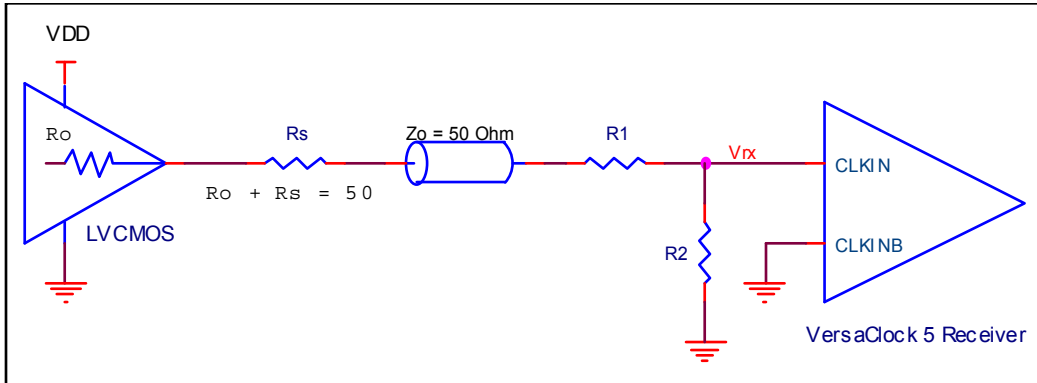 VDD
Ro
Rs
Zo = 50 Ohm
R1
Vrx
CLKIN
Ro + Rs = 50
LVCMOS
R2
CLKINB
VersaClock 5 Receiver